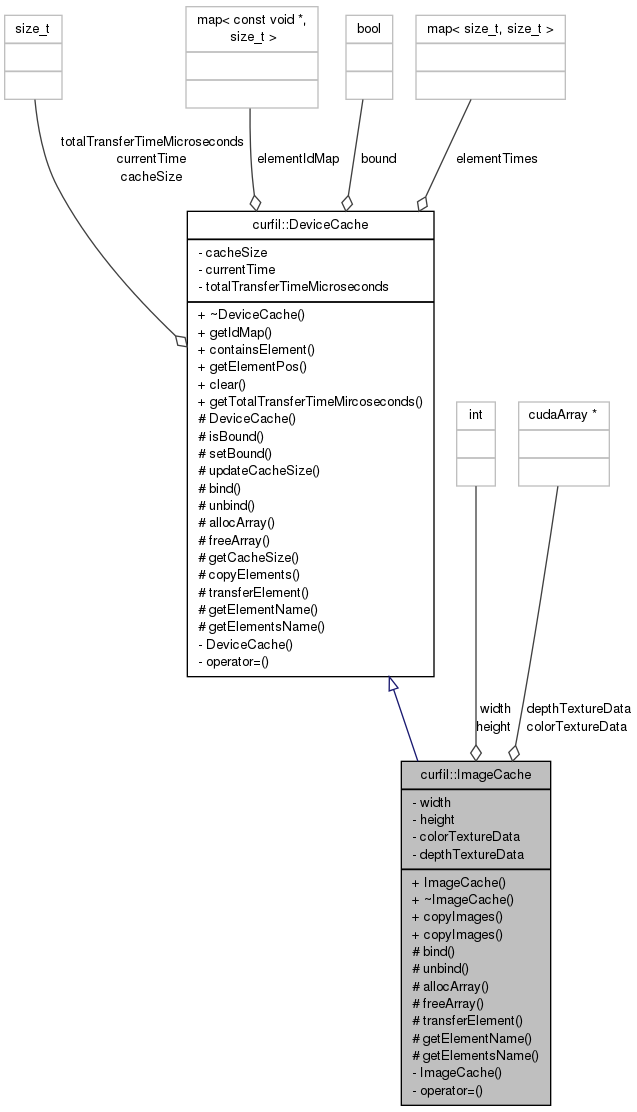 size_t
map< const void *,
size_t >
bool
map< size_t, size_t >
totalTransferTimeMicroseconds
currentTime
cacheSize
elementIdMap
bound
elementTimes
curfil::DeviceCache
- cacheSize
- currentTime
- totalTransferTimeMicroseconds
+ ~DeviceCache()
+ getIdMap()
+ containsElement()
+ getElementPos()
+ clear()
+ getTotalTransferTimeMircoseconds()
# DeviceCache()
# isBound()
# setBound()
# updateCacheSize()
# bind()
# unbind()
# allocArray()
# freeArray()
# getCacheSize()
# copyElements()
# transferElement()
# getElementName()
# getElementsName()
- DeviceCache()
- operator=()
int
cudaArray *
width
height
depthTextureData
colorTextureData
curfil::ImageCache
- width
- height
- colorTextureData
- depthTextureData
+ ImageCache()
+ ~ImageCache()
+ copyImages()
+ copyImages()
# bind()
# unbind()
# allocArray()
# freeArray()
# transferElement()
# getElementName()
# getElementsName()
- ImageCache()
- operator=()